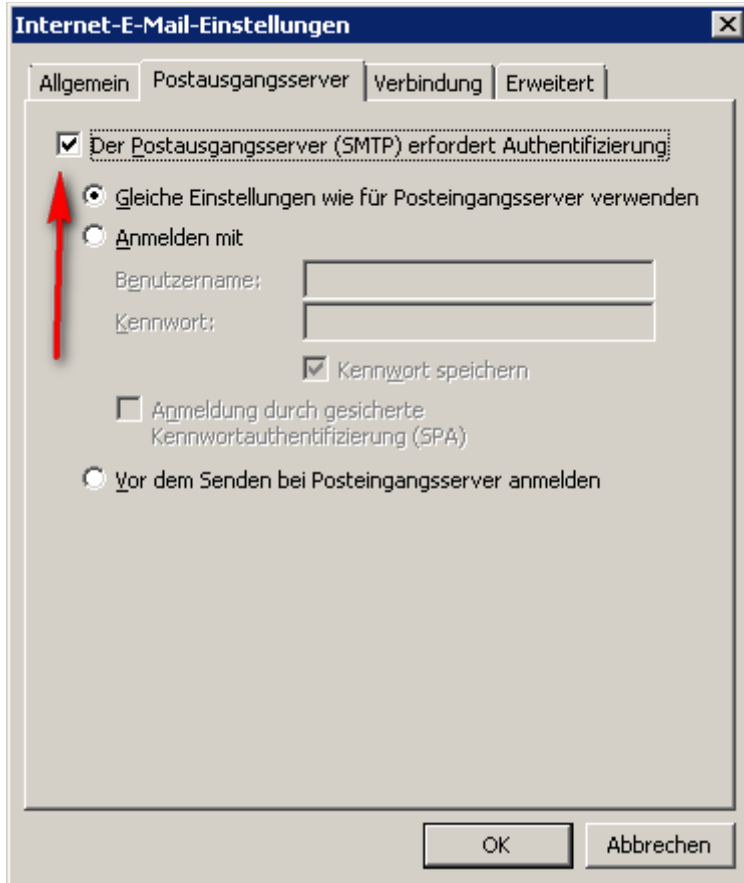 Internet-E-Mail-Einstellungen
Allgemein Postausgangsserver Verbindung Erweitert
Der Postausgangsserver (SMTP) erfordert Authentifizierung
Gleiche Einstellungen wie für Posteingangsserver verwenden
Anmelden mit
Benutzername:
Kennwort:
Kennwort speichern
Anmeldung durch gesicherte
Kennwortauthentifizierung (SPA)
Vor dem Senden bei Posteingangsserver anmelden
OK Abbrechen